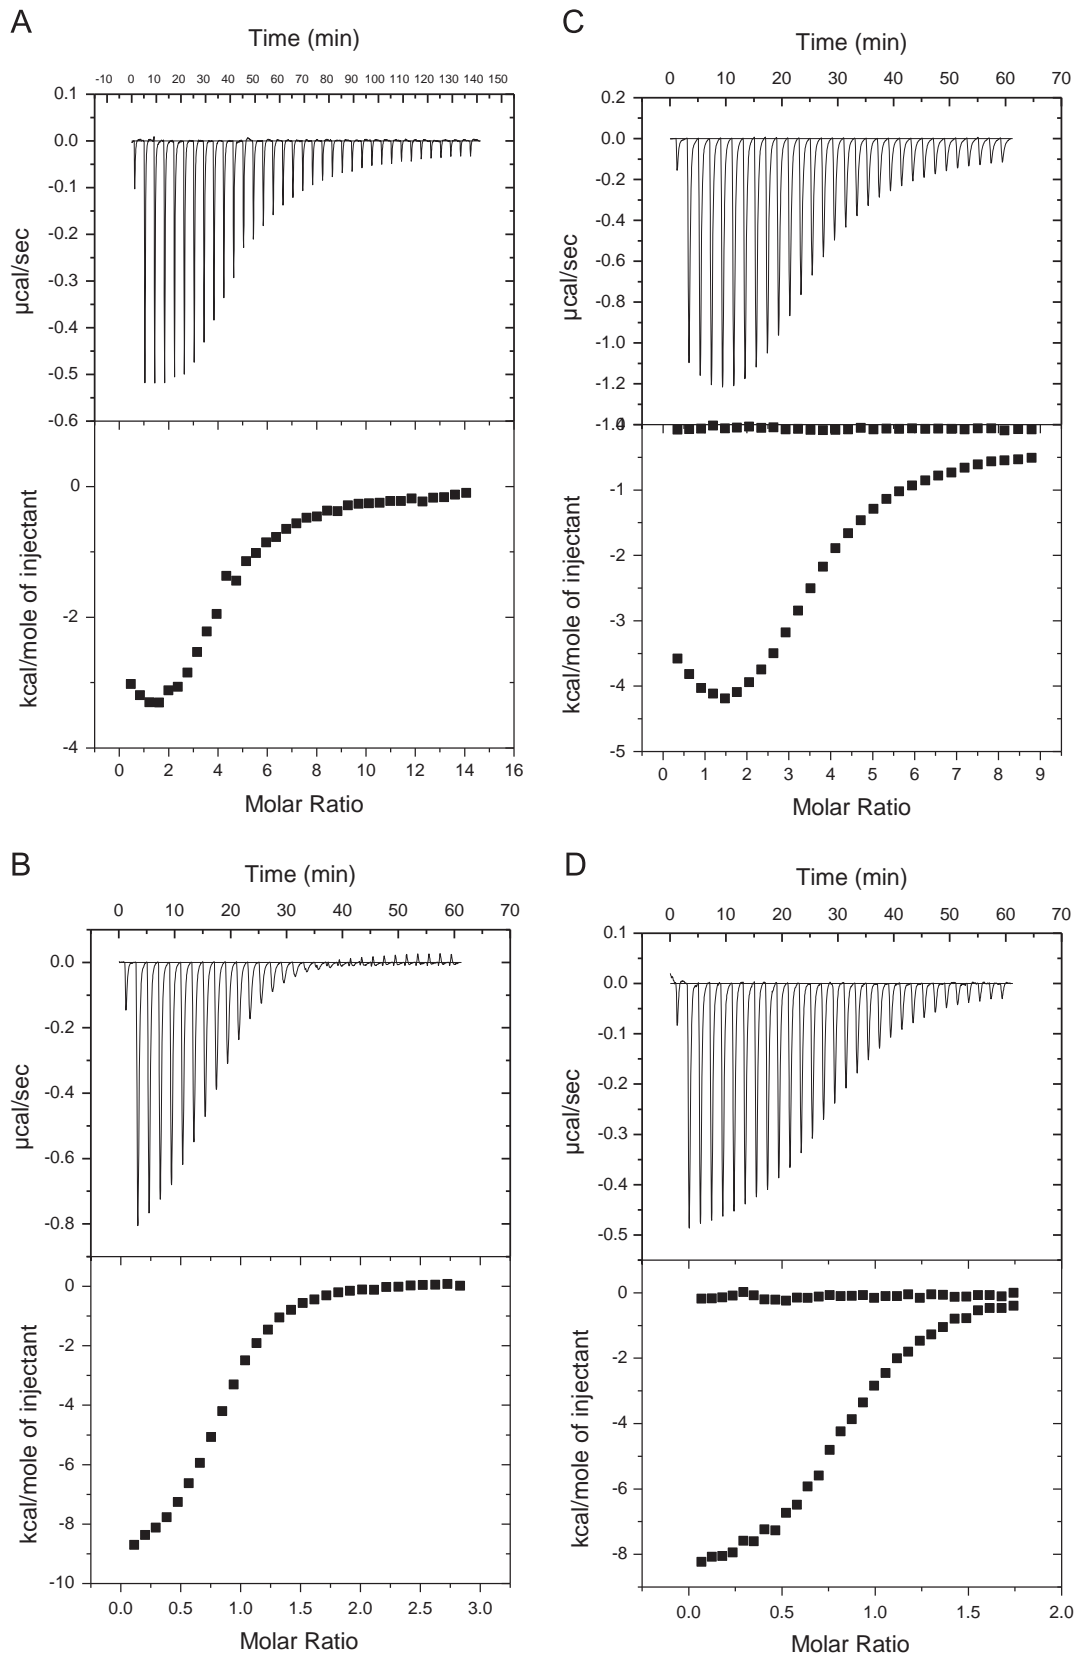 A
Time (min)
-10 0 10 20 30 40 50 60 70 80 90 100 110 120 130 140 150
0.1
0.0
-0.1
-0.2
-0.3
-0.4
-0.5
-0.6
µcal/sec
0
-2
-4
kcal/mole of injectant
0 2 4 6 8 10 12 14 16
Molar Ratio
C
Time (min)
0 10 20 30 40 50 60 70
0.2
0.0
-0.2
-0.4
-0.6
-0.8
-1.0
-1.2
µcal/sec
-1
-2
-3
-4
-5
kcal/mole of injectant
0 1 2 3 4 5 6 7 8 9
Molar Ratio
B
Time (min)
0 10 20 30 40 50 60 70
0.0
-0.2
-0.4
-0.6
-0.8
µcal/sec
0
-2
-4
-6
-8
-10
kcal/mole of injectant
0.0 0.5 1.0 1.5 2.0 2.5 3.0
Molar Ratio
D
Time (min)
0 10 20 30 40 50 60 70
0.1
0.0
-0.1
-0.2
-0.3
-0.4
-0.5
µcal/sec
0
-2
-4
-6
-8
kcal/mole of injectant
0.0 0.5 1.0 1.5 2.0
Molar Ratio